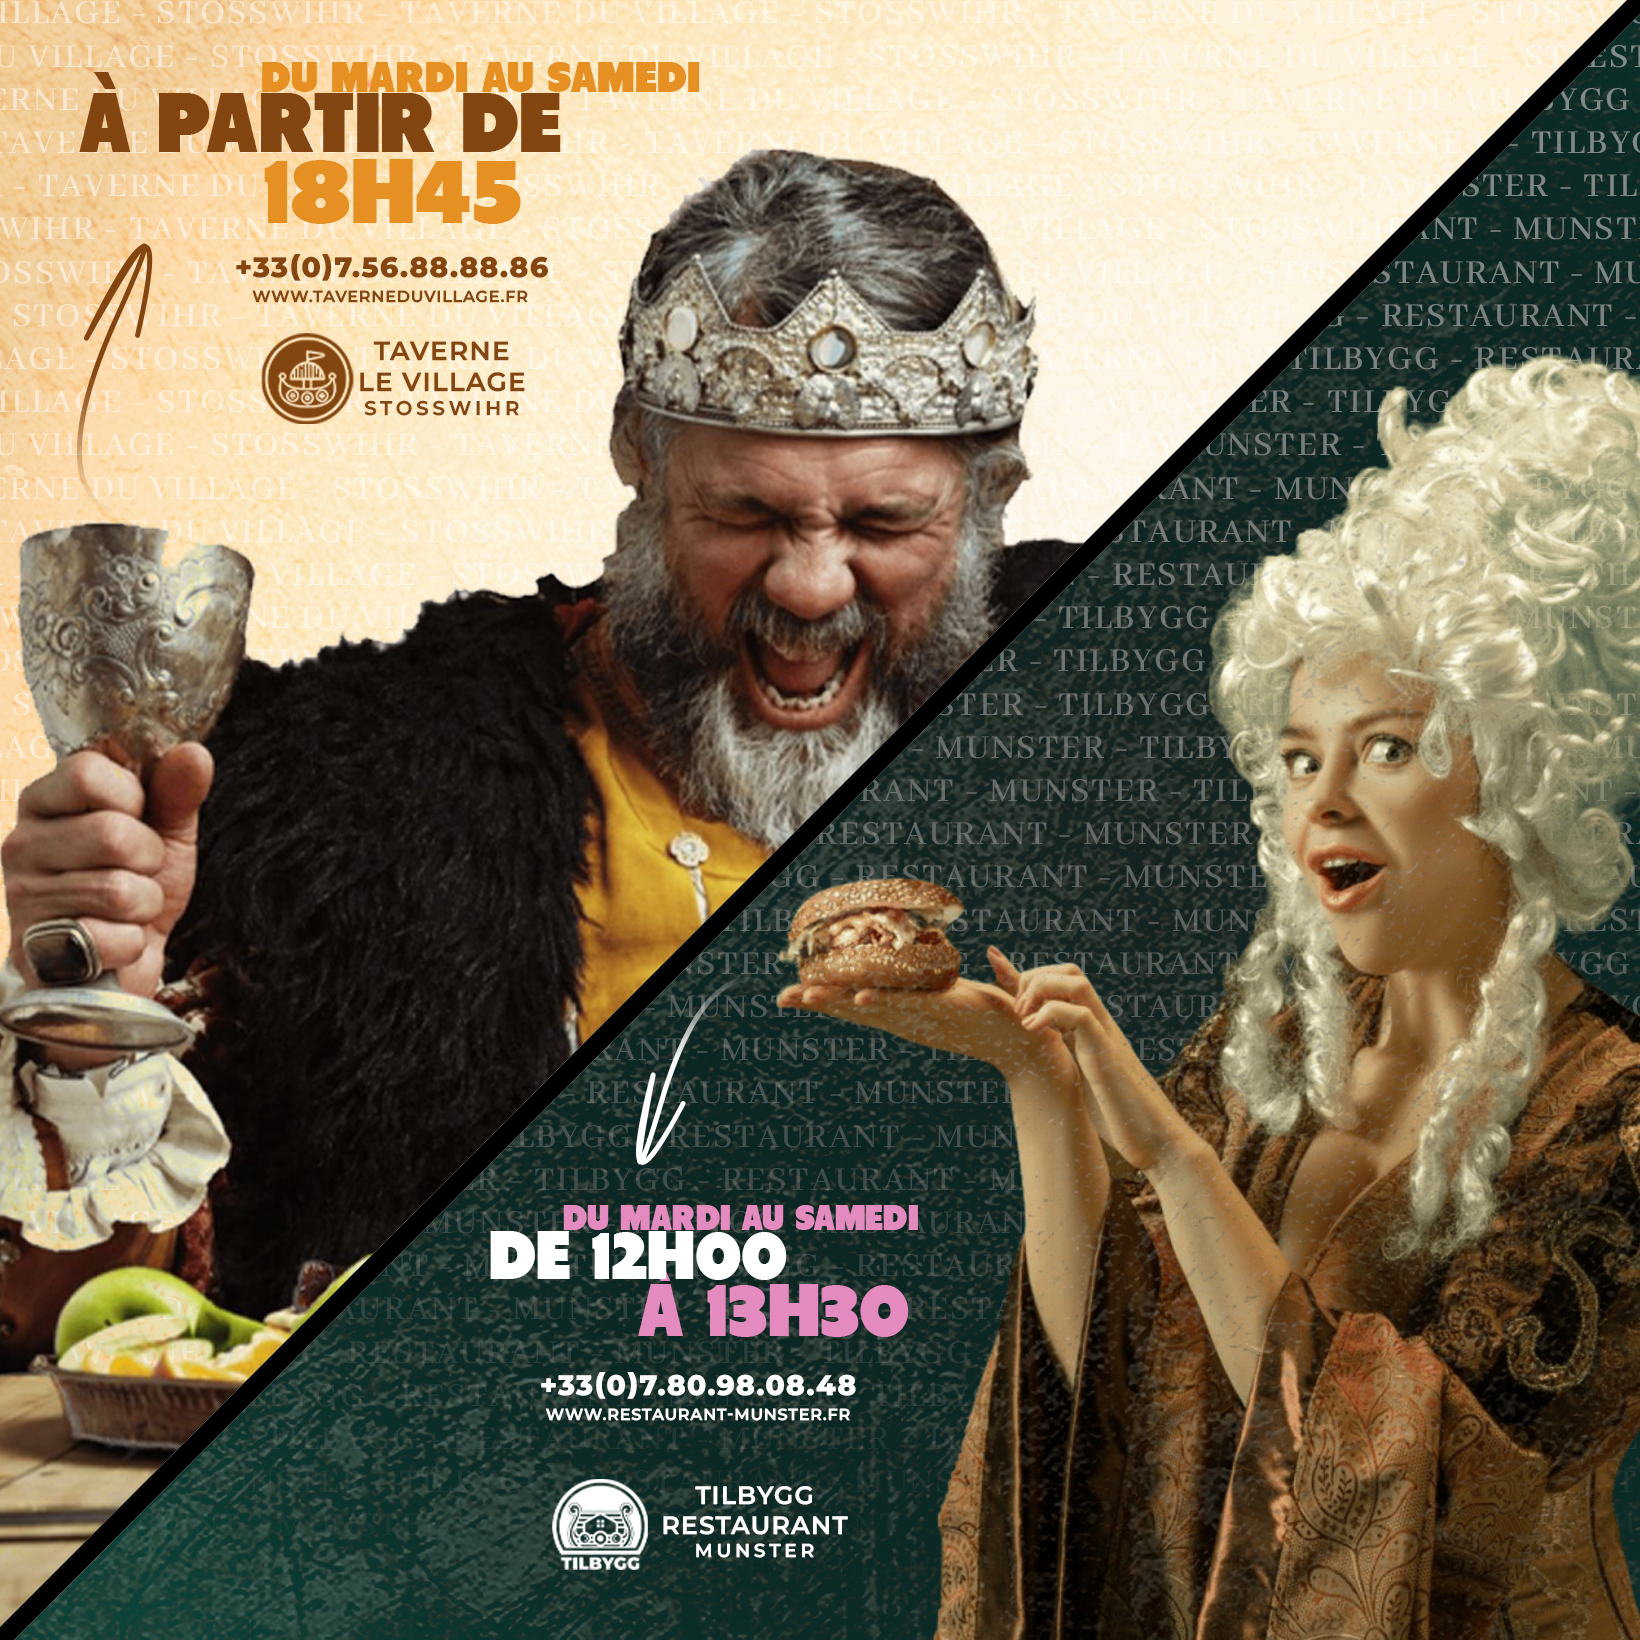 DU MARDI AU SAMEDI
À PARTIR DE
18H45
+33(0)7.56.88.88.86
WWW.TAVERNEDUVILLAGE.FR
TAVERNE
LE VILLAGE
STOSSWIHR
DU MARDI AU SAMEDI
DE 12H00
À 13H30
+33(0)7.80.98.08.48
WWW.RESTAURANT-MUNSTER.FR
TILBYGG
TILBYGG
RESTAURANT
MUNSTER